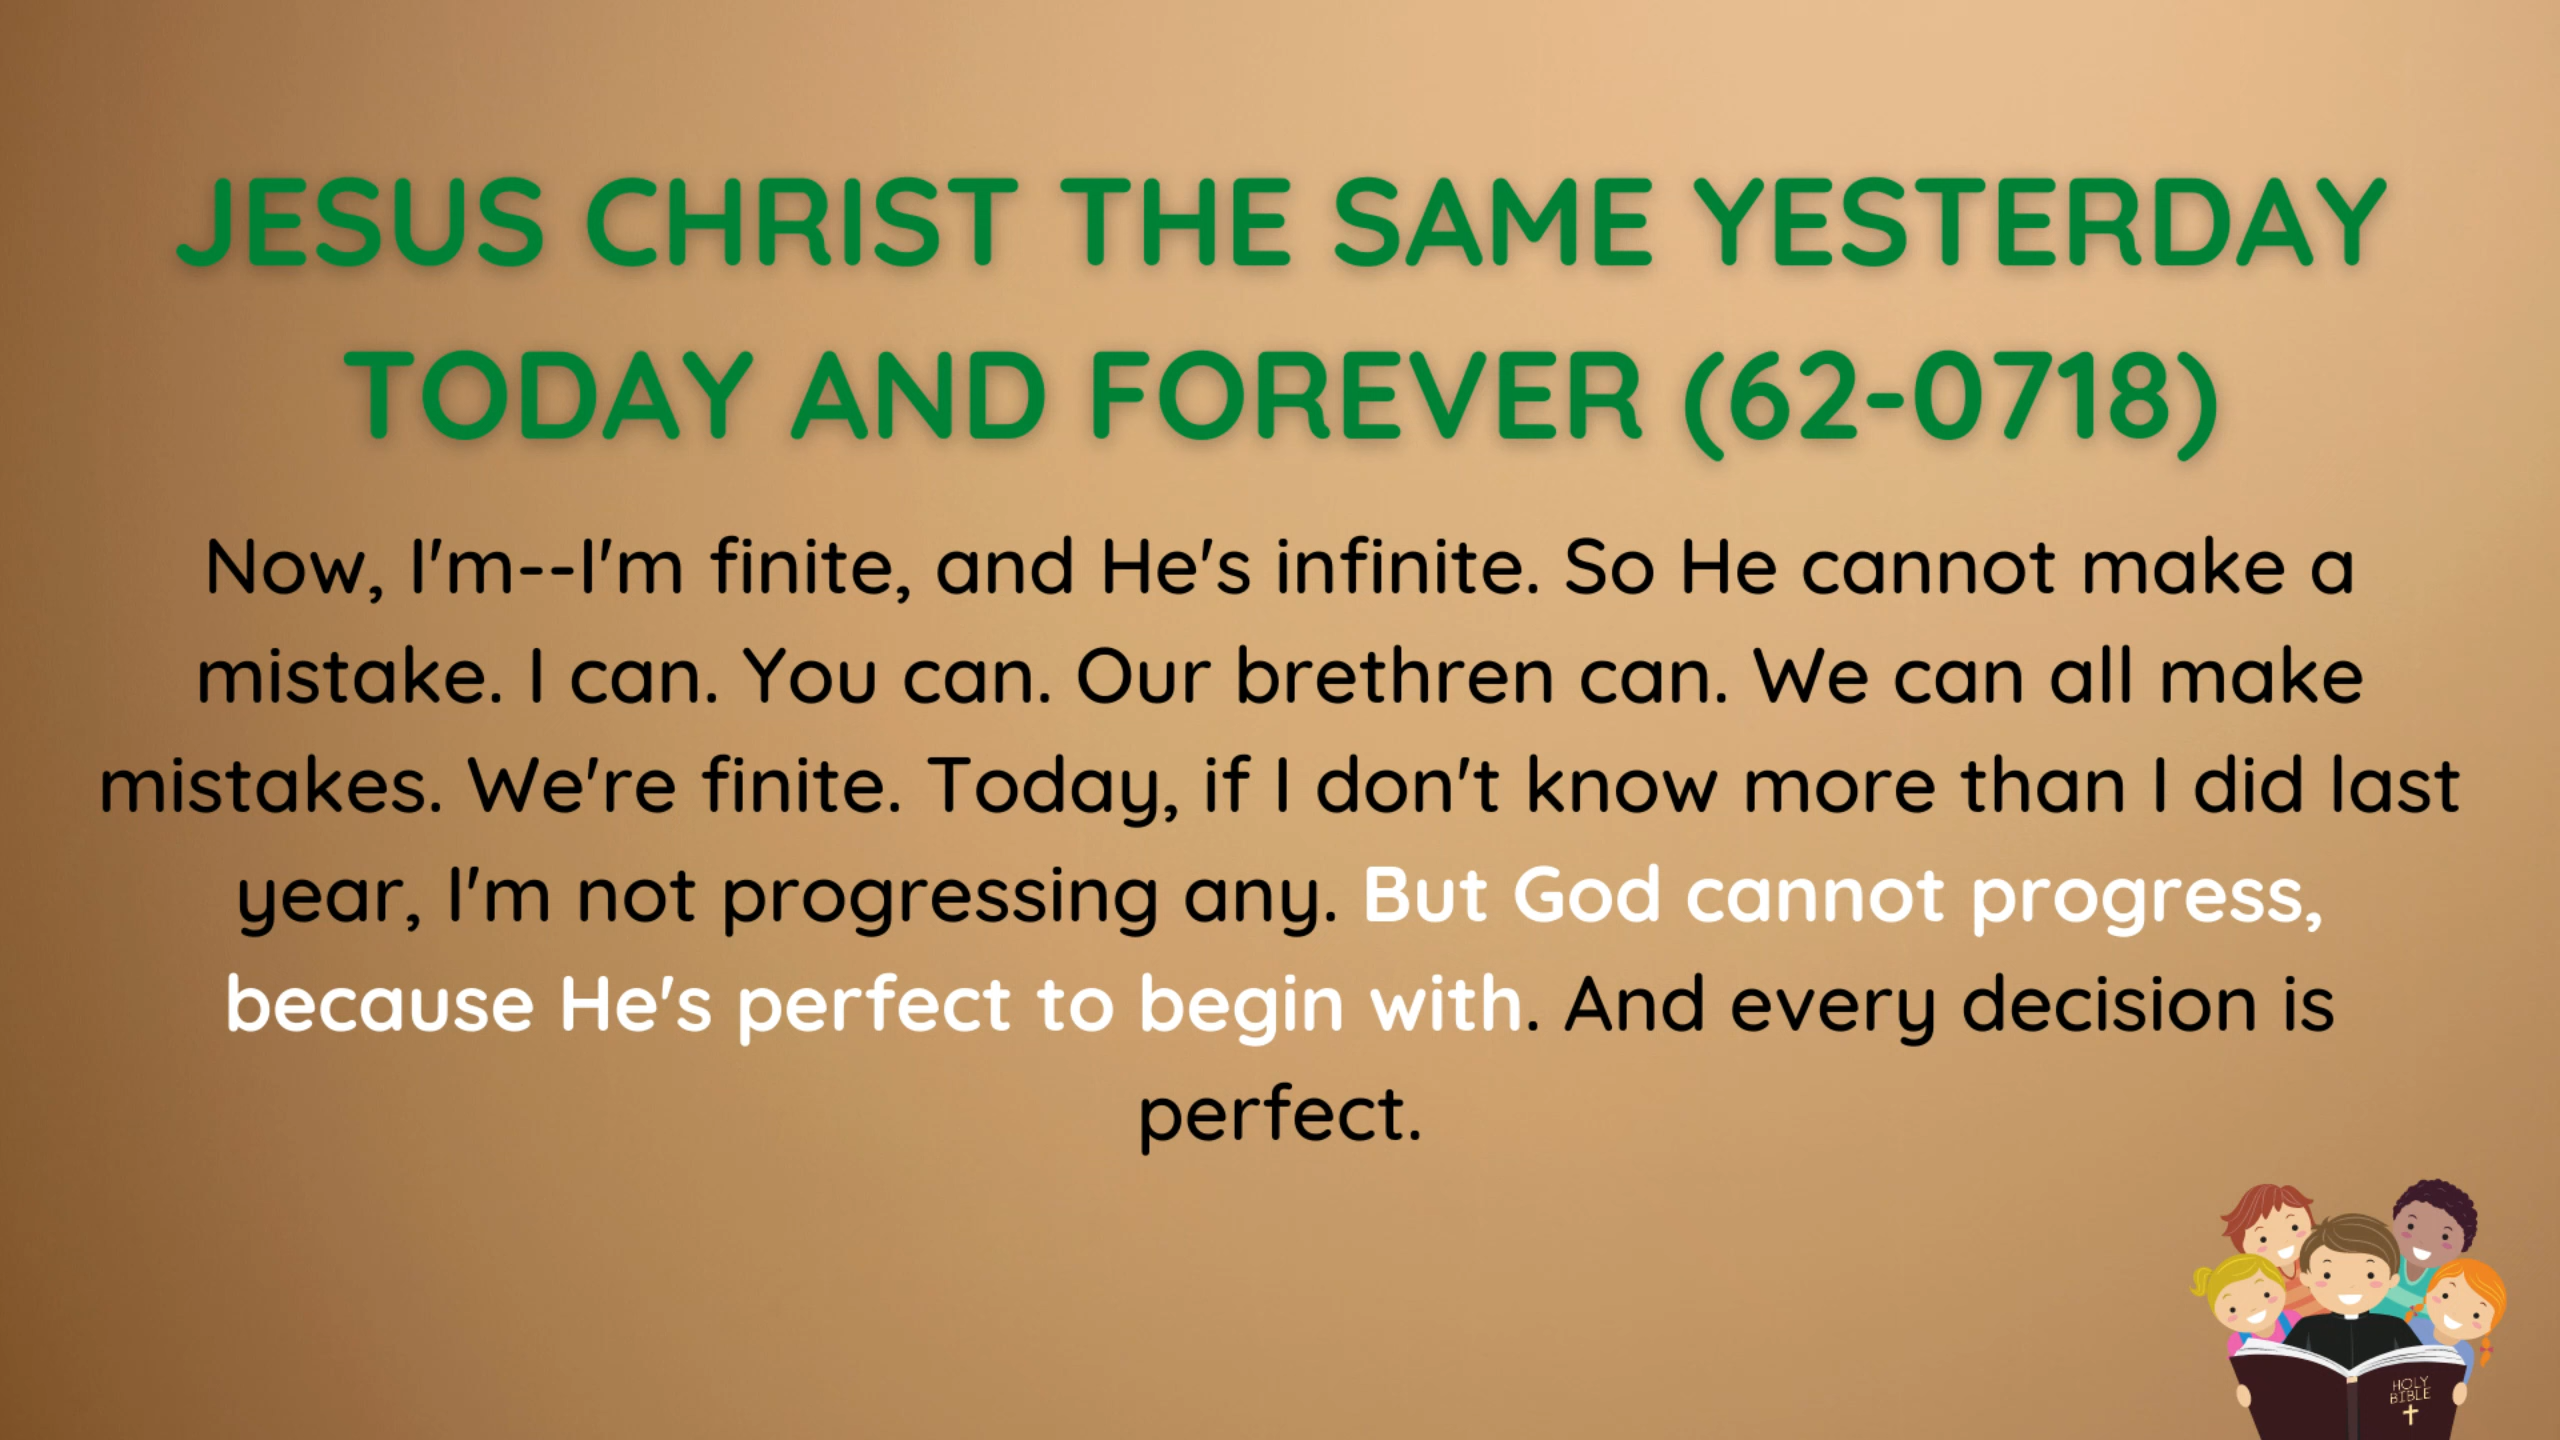 JESUS CHRIST THE SAME YESTERDAY
TODAY AND FOREVER (62-0718)
Now, I'm--I'm finite, and He's infinite. So He cannot make a
mistake. I can. You can. Our brethren can. We can all make
mistakes. We're finite. Today, if I don't know more than I did last
year, I'm not progressing any. But God cannot progress,
because He's perfect to begin with. And every decision is
perfect.
HOLY
BIBLE